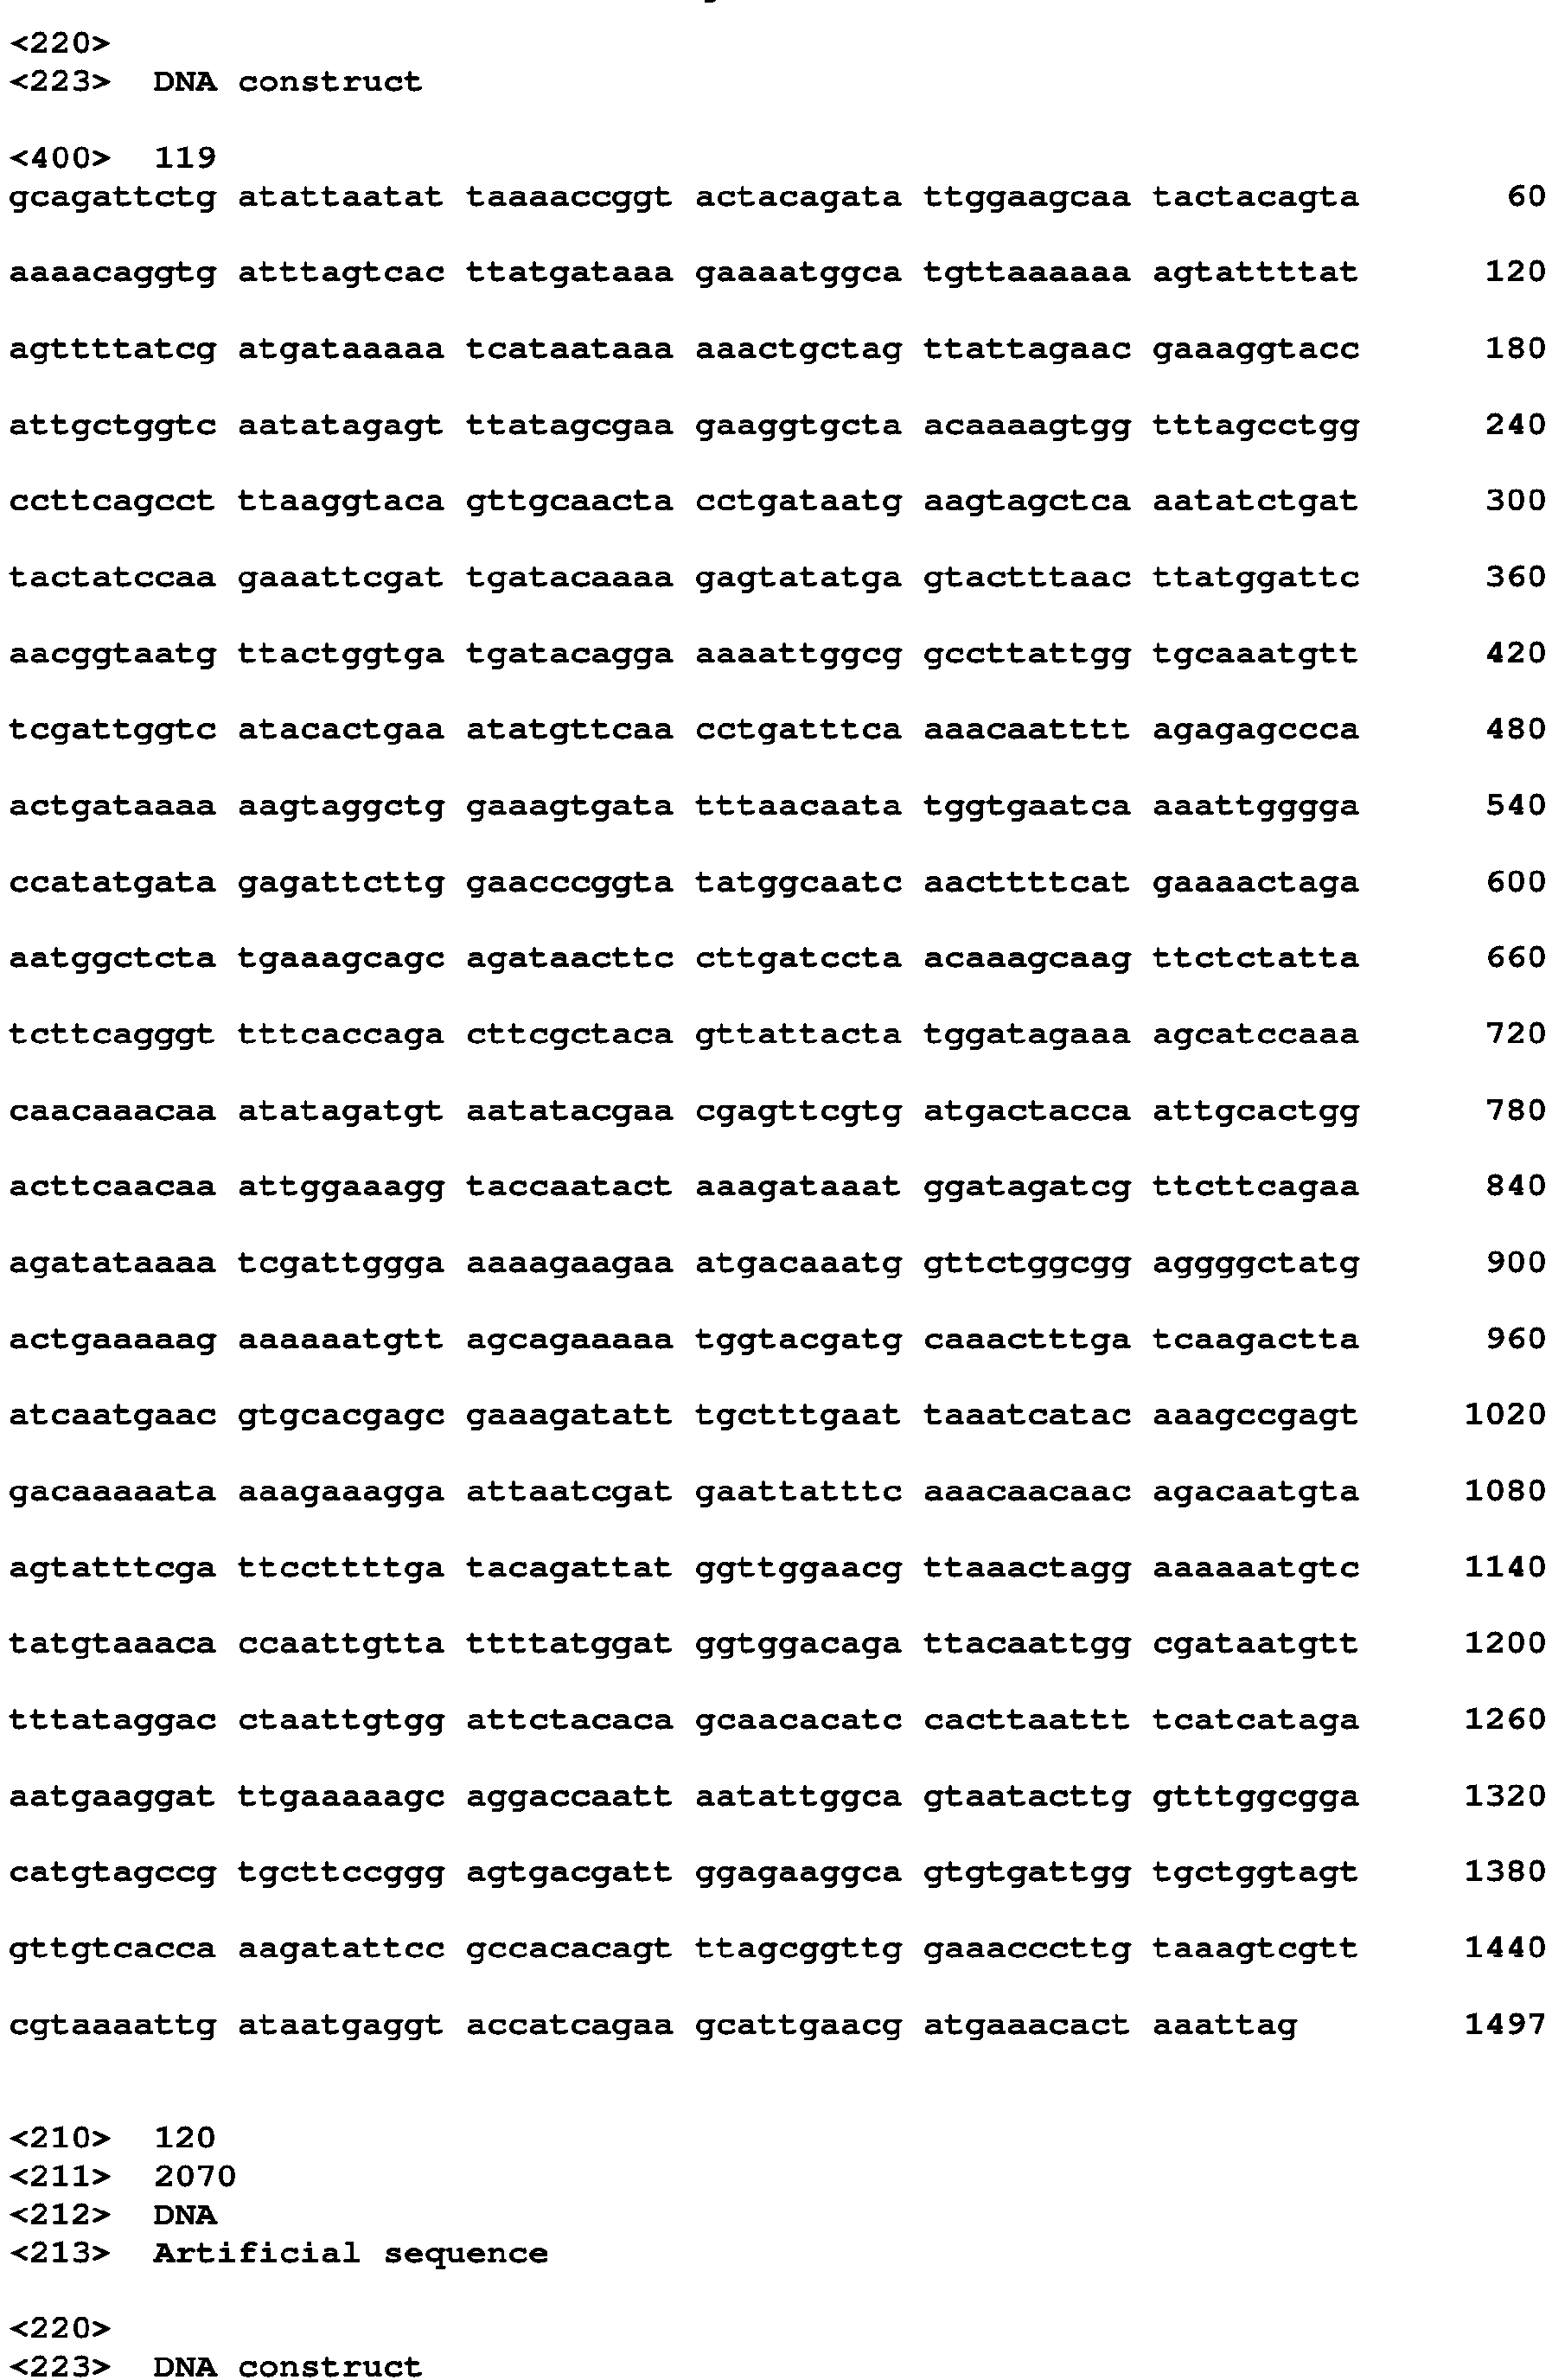 <220>
<223> DNA construct
<400> 119
gcagattctg atattaatat taaaaccggt actacagata ttggaagcaa tactacagta 60
aaaacaggtg atttagtcac ttatgataaa gaaaatggca tgttaaaaaa agtattttat 120
agttttatcg atgataaaaa tcataataaa aaactgctag ttattagaac gaaaggtacc 180
attgctggtc aatatagagt ttatagcgaa gaaggtgcta acaaaagtgg tttagcctgg 240
ccttcagcct ttaaggtaca gttgcaacta cctgataatg aagtagctca aatatctgat 300
tactatccaa gaaattcgat tgatacaaaa gagtatatga gtactttaac ttatggattc 360
aacggtaatg ttactggtga tgatacagga aaaattggcg gccttattgg tgcaaatgtt 420
tcgattggtc atacactgaa atatgttcaa cctgatttca aaacaatttt agagagccca 480
actgataaaa aagtaggctg gaaagtgata tttaacaata tggtgaatca aaattgggga 540
ccatatgata gagattcttg gaacccggta tatggcaatc aacttttcat gaaaactaga 600
aatggctcta tgaaagcagc agataacttc cttgatccta acaaagcaag ttctctatta 660
tcttcagggt tttcaccaga cttcgctaca gttattacta tggatagaaa agcatccaaa 720
caacaaacaa atatagatgt aatatacgaa cgagttcgtg atgactacca attgcactgg 780
acttcaacaa attggaaagg taccaatact aaagataaat ggatagatcg ttcttcagaa 840
agatataaaa tcgattggga aaaagaagaa atgacaaatg gttctggcgg aggggctatg 900
actgaaaaag aaaaaatgtt agcagaaaaa tggtacgatg caaactttga tcaagactta 960
atcaatgaac gtgcacgagc gaaagatatt tgctttgaat taaatcatac aaagccgagt 1020
gacaaaaata aaagaaagga attaatcgat gaattatttc aaacaacaac agacaatgta 1080
agtatttcga ttccttttga tacagattat ggttggaacg ttaaactagg aaaaaatgtc 1140
tatgtaaaca ccaattgtta ttttatggat ggtggacaga ttacaattgg cgataatgtt 1200
tttataggac ctaattgtgg attctacaca gcaacacatc cacttaattt tcatcataga 1260
aatgaaggat ttgaaaaagc aggaccaatt aatattggca gtaatacttg gtttggcgga 1320
catgtagccg tgcttccggg agtgacgatt ggagaaggca gtgtgattgg tgctggtagt 1380
gttgtcacca aagatattcc gccacacagt ttagcggttg gaaacccttg taaagtcgtt 1440
cgtaaaattg ataatgaggt accatcagaa gcattgaacg atgaaacact aaattag 1497
<210> 120
<211> 2070
<212> DNA
<213> Artificial sequence
<220>
<223> DNA construct